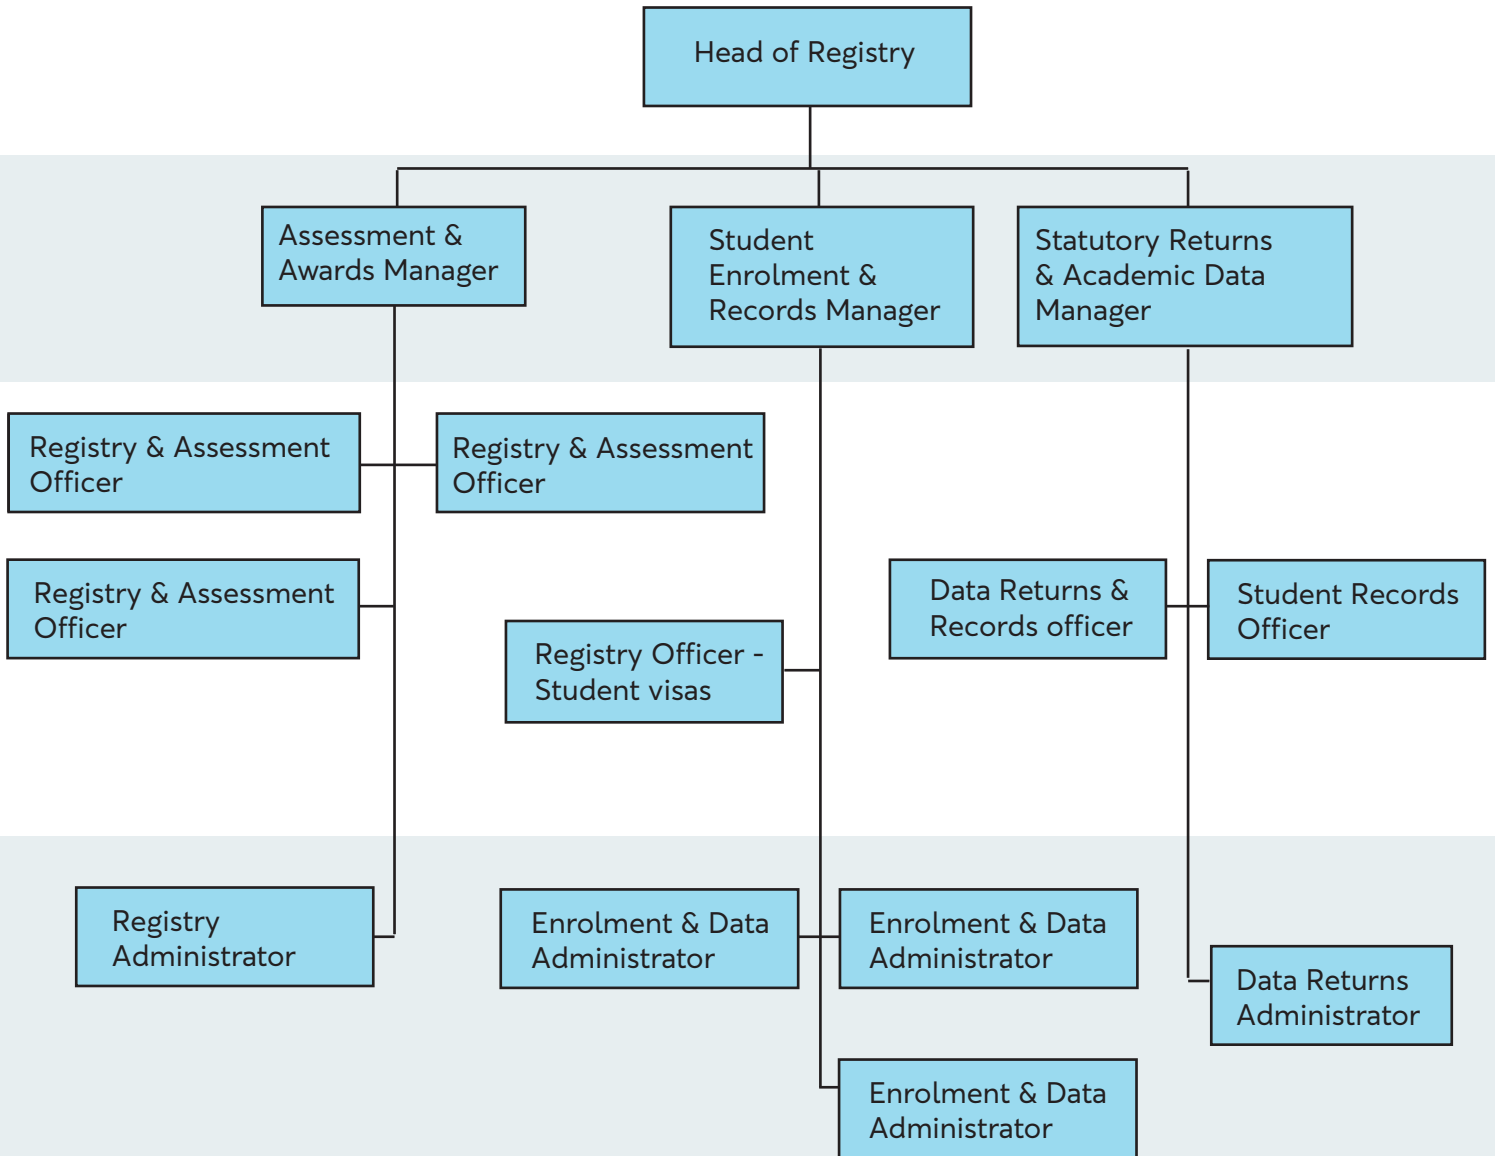 Head of Registry
Assessment &
Awards Manager
Student
Enrolment &
Records Manager
Statutory Returns
& Academic Data
Manager
Registry & Assessment
Officer
Registry & Assessment
Officer
Registry & Assessment
Officer
Registry Officer -
Student visas
Data Returns &
Records officer
Student Records
Officer
Registry
Administrator
Enrolment & Data
Administrator
Enrolment & Data
Administrator
Data Returns
Administrator
Enrolment & Data
Administrator